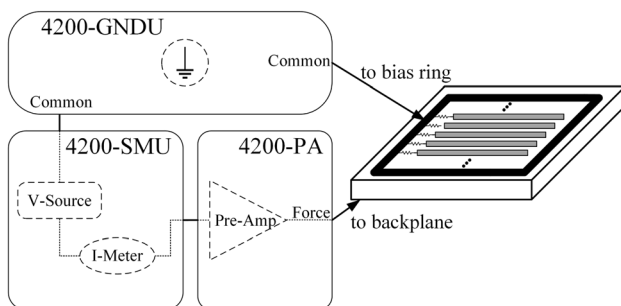 4200-GNDU
Common
to bias ring
Common
4200-SMU
4200-PA
V-Source
Pre-Amp
Force
to backplane
I-Meter